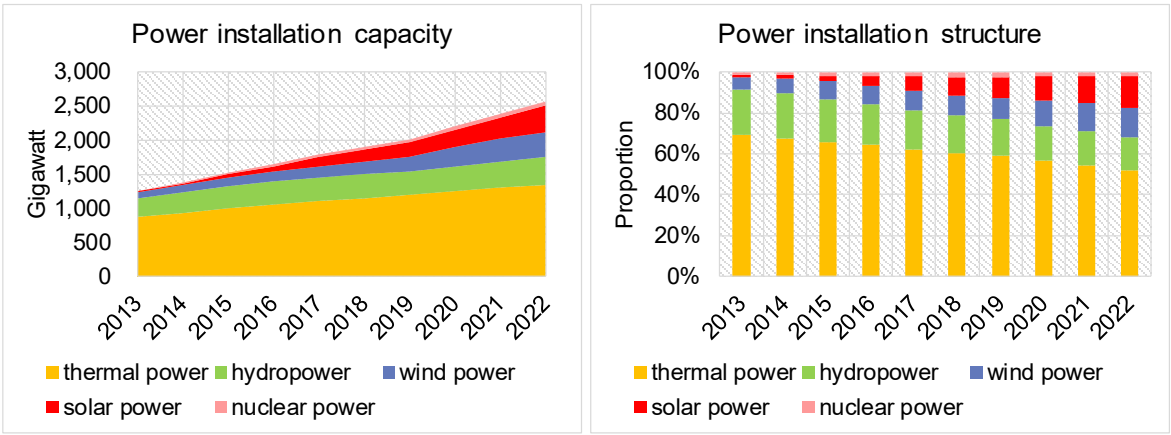 Power installation capacity
3,000
2,500
2,000
1,500
1,000
500
0
Gigawatt
2013 2014 2015 2016 2017 2018 2019 2020 2021 2022
thermal power hydropower wind power
solar power nuclear power
Power installation structure
100%
80%
60%
40%
20%
0%
Proportion
2013 2014 2015 2016 2017 2018 2019 2020 2021 2022
thermal power hydropower wind power
solar power nuclear power